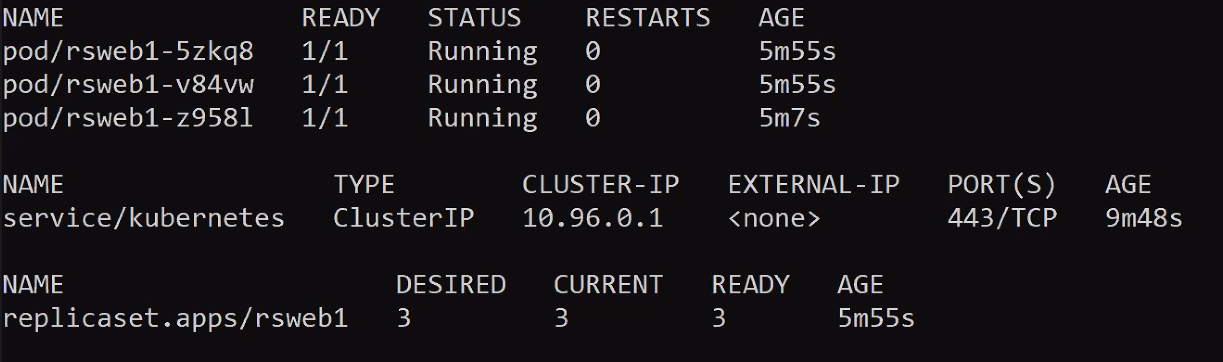 NAME READY STATUS RESTARTS AGE
pod/rsweb1-5zkq8 1/1 Running 0 5m55s
pod/rsweb1-v84vw 1/1 Running 0 5m55s
pod/rsweb1-z958l 1/1 Running 0 5m7s
NAME TYPE CLUSTER-IP EXTERNAL-IP PORT(S) AGE
service/kubernetes ClusterIP 10.96.0.1 <none> 443/TCP 9m48s
NAME DESIRED CURRENT READY AGE
replicaset.apps/rsweb1 3 3 3 5m55s